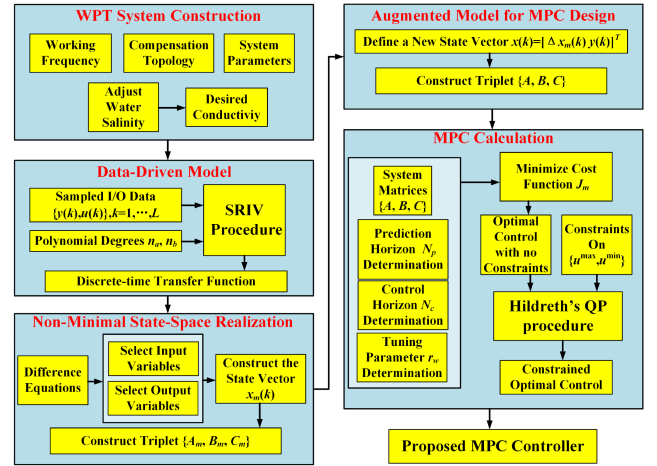 WPT System Construction
Working
Frequency
Compensation
Topology
System
Parameters
Adjust
Water
Salinity
Desired
Conductiviy
Data-Driven Model
Sampled I/O Data
{y(k),u(k)},k=1,⋯,L
Polynomial Degrees nₐ, n_b
SRIV
Procedure
Discrete-time Transfer Function
Non-Minimal State-Space Realization
Difference
Equations
Select Input
Variables
Select Output
Variables
Construct the
State Vector
xₘ(k)
Construct Triplet {Aₘ, Bₘ, Cₘ}
Augmented Model for MPC Design
Define a New State Vector x(k)=[Δxₘ(k) y(k)]ᵀ
Construct Triplet {A, B, C}
MPC Calculation
System
Matrices
{A, B, C}
Prediction
Horizon Nₚ
Determination
Control
Horizon N_c
Determination
Tuning
Parameter r_w
Determination
Minimize Cost
Function Jₘ
Optimal
Control
with no
Constraints
Constraints
On
{uᵐᵃˣ,uᵐⁱⁿ}
Hildreth's QP
procedure
Constrained
Optimal Control
Proposed MPC Controller